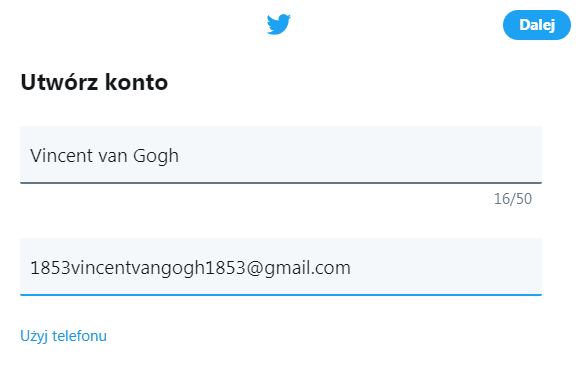 Dalej
Utwórz konto
Vincent van Gogh
16/50
1853vincentvangogh1853@gmail.com
Użyj telefonu